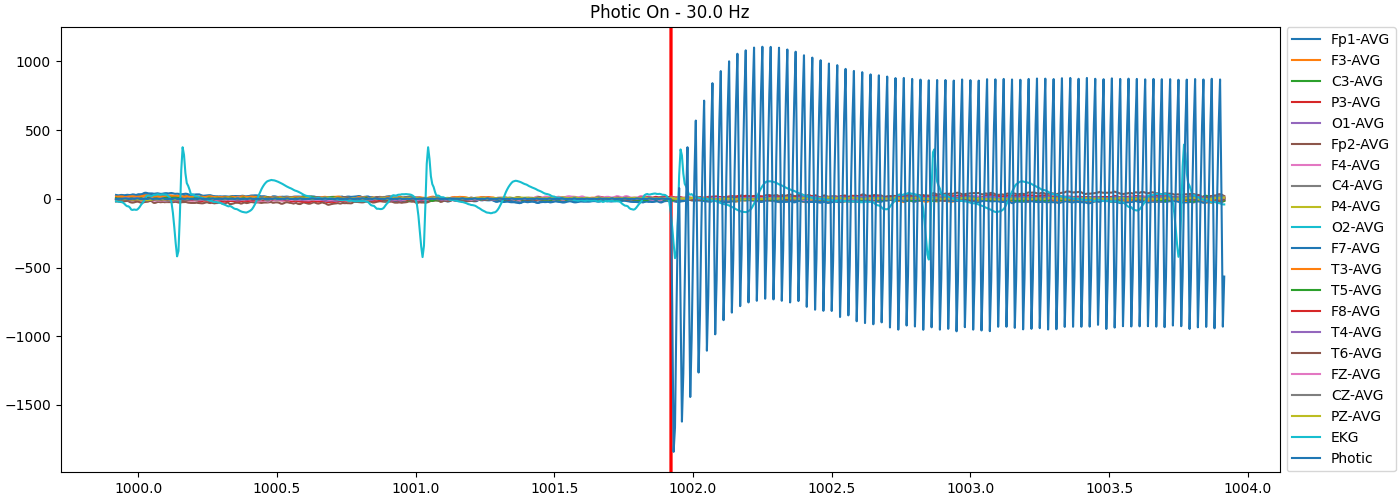 Photic On - 30.0 Hz
1000
500
0
−500
−1000
−1500
1000.0 1000.5 1001.0 1001.5 1002.0 1002.5 1003.0 1003.5 1004.0
Fp1-AVG
F3-AVG
C3-AVG
P3-AVG
O1-AVG
Fp2-AVG
F4-AVG
C4-AVG
P4-AVG
O2-AVG
F7-AVG
T3-AVG
T5-AVG
F8-AVG
T4-AVG
T6-AVG
FZ-AVG
CZ-AVG
PZ-AVG
EKG
Photic